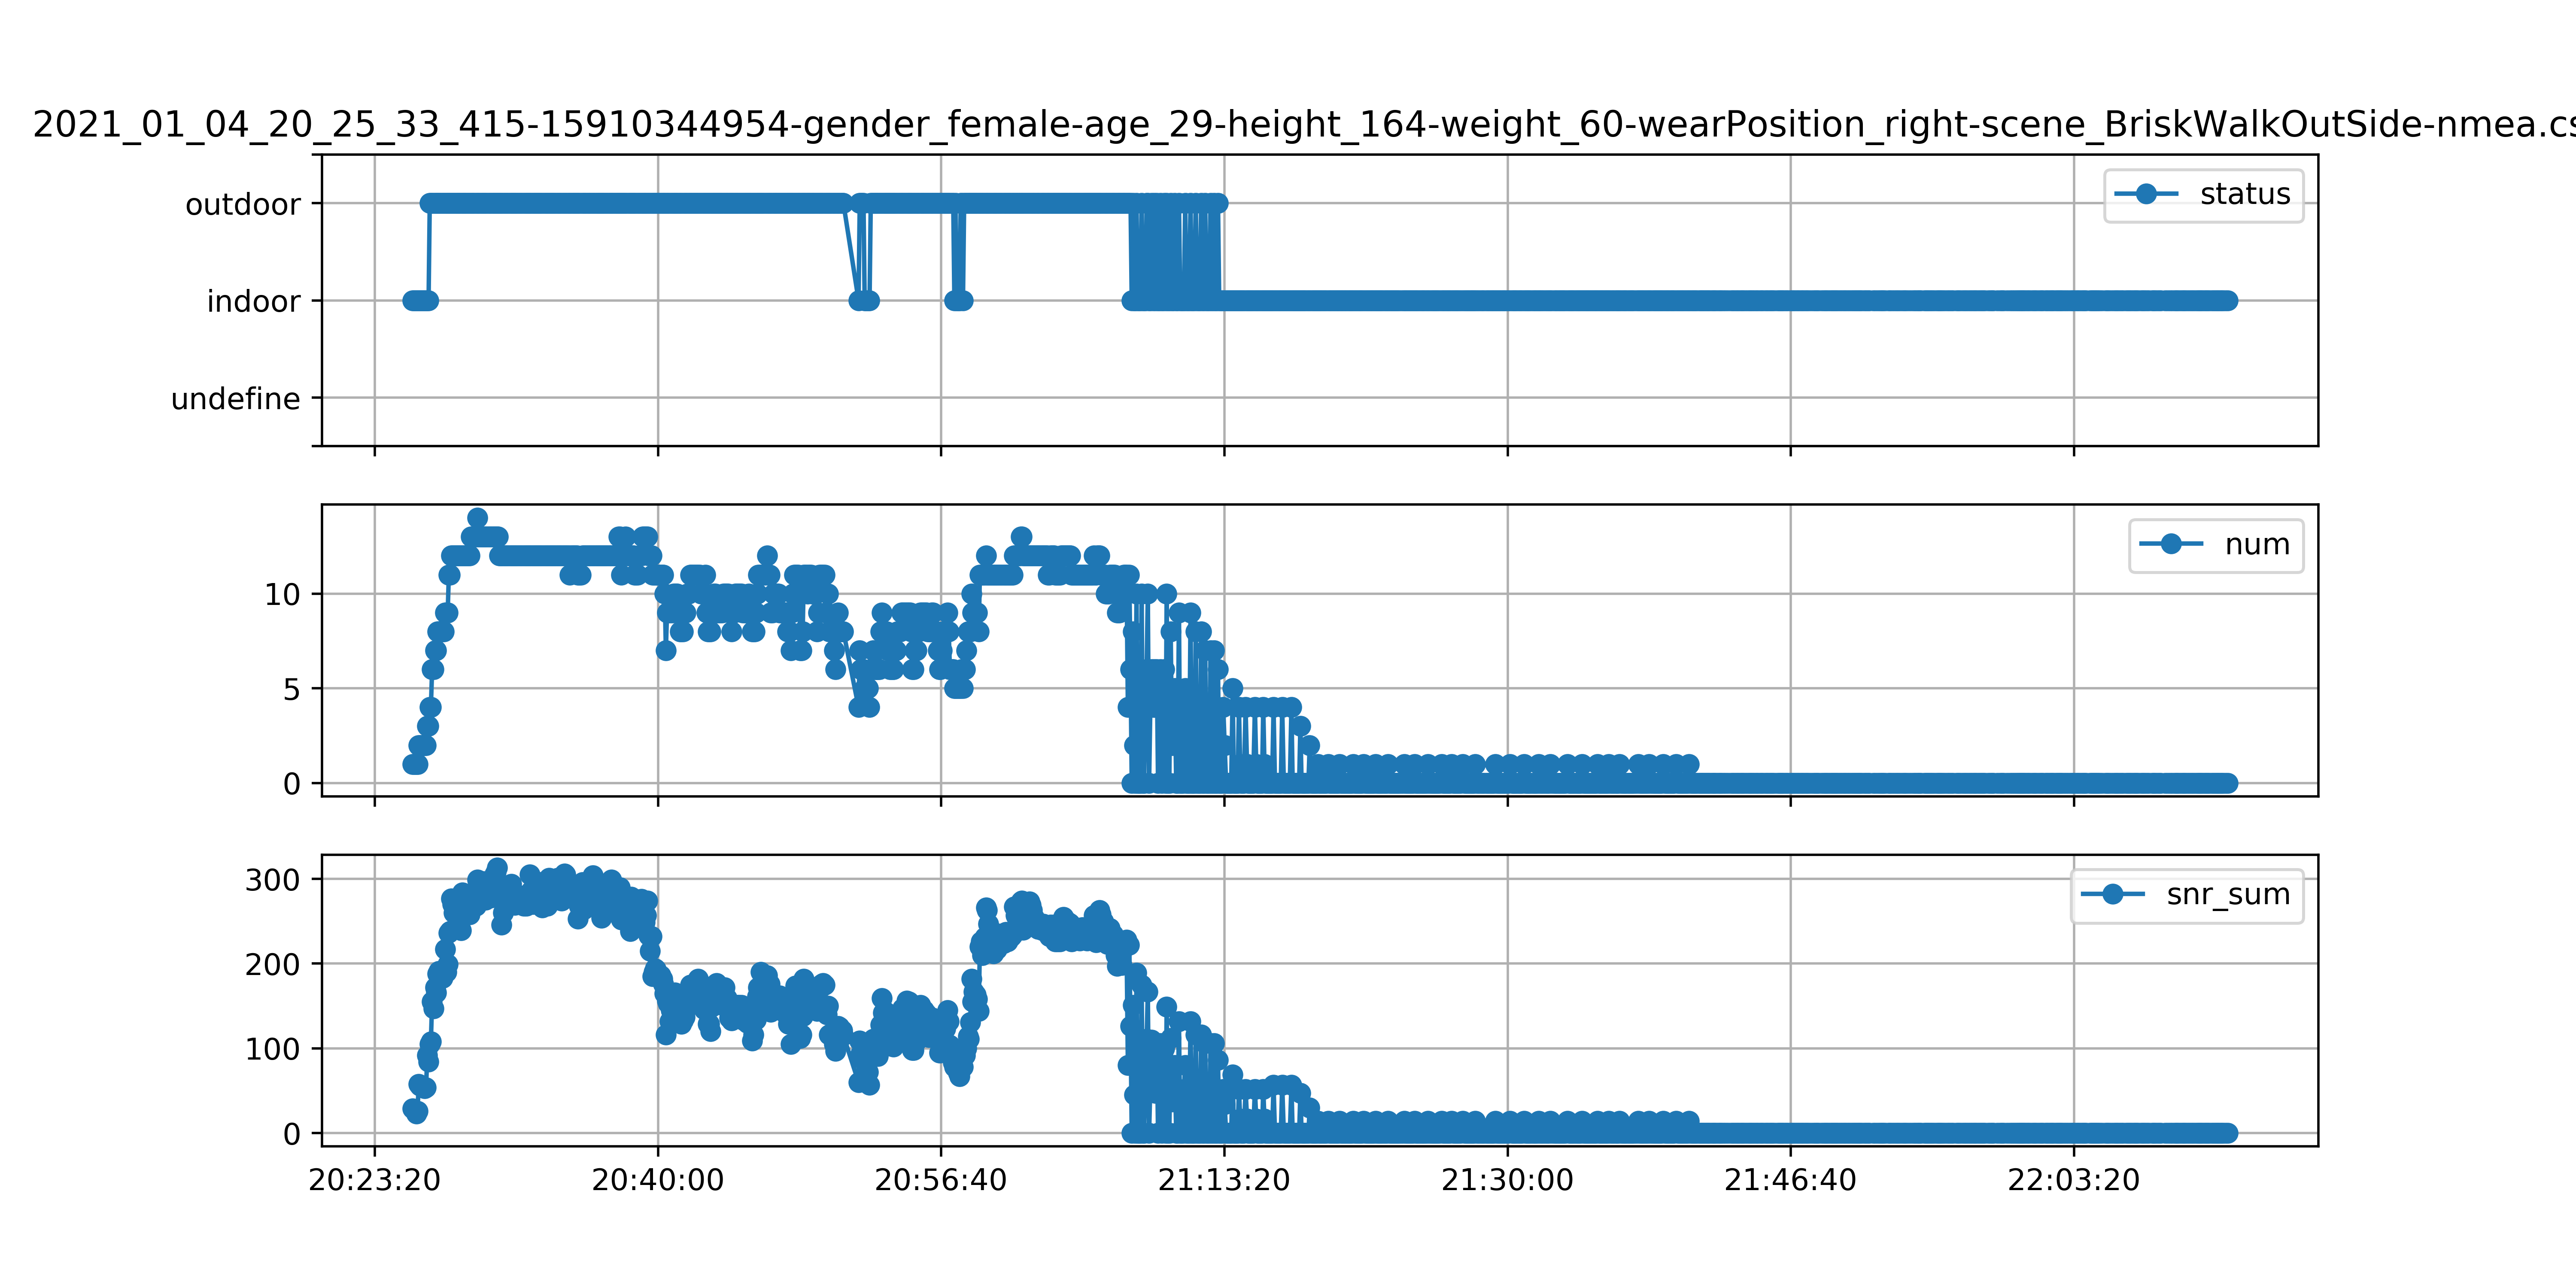 2021_01_04_20_25_33_415-15910344954-gender_female-age_29-height_164-weight_60-wearPosition_right-scene_BriskWalkOutSide-nmea.cs
outdoor
indoor
undefine
status
10
5
0
num
300
200
100
0
snr_sum
20:23:20 20:40:00 20:56:40 21:13:20 21:30:00 21:46:40 22:03:20